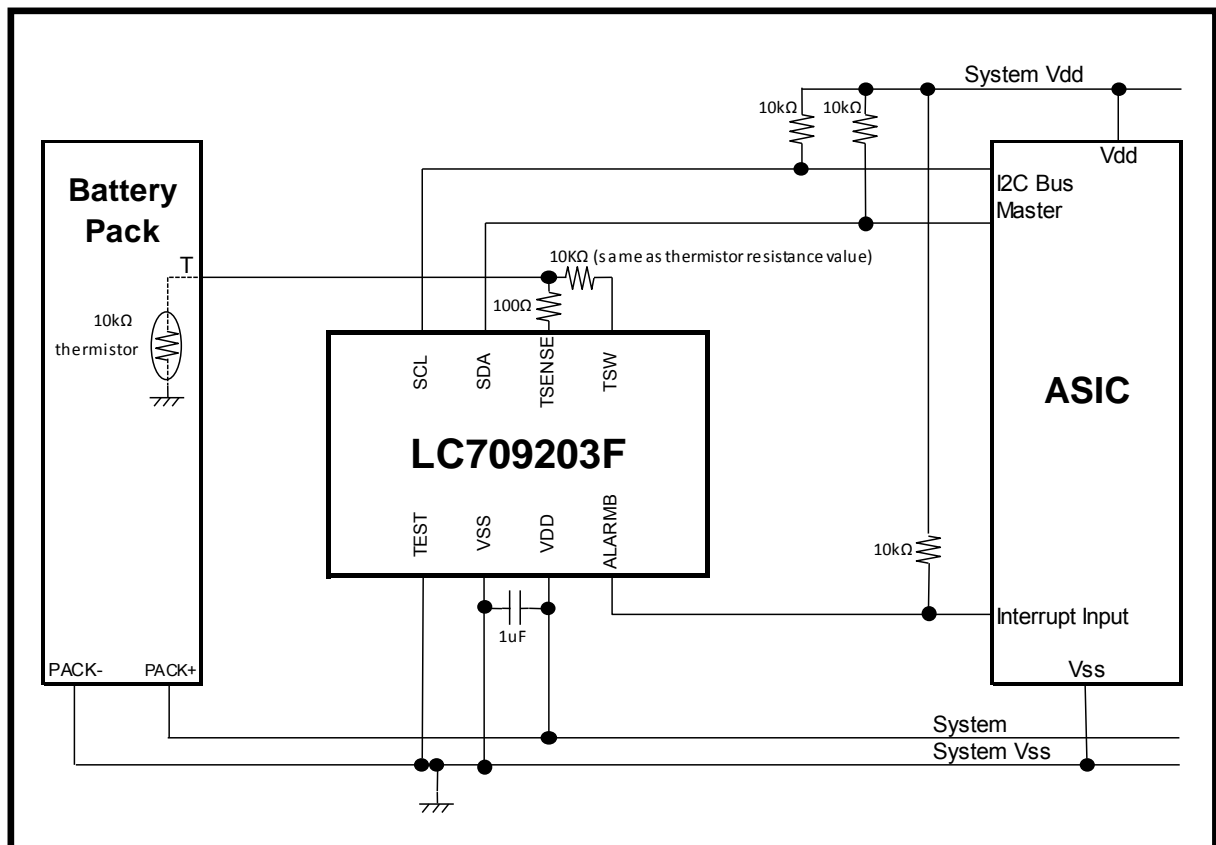 System Vdd
10kΩ
10kΩ
Vdd
I2C Bus
Master
Battery
Pack
T
10KΩ (same as thermistor resistance value)
100Ω
10kΩ
thermistor
SCL
SDA
TSENSE
TSW
ASIC
LC709203F
TEST
VSS
VDD
ALARMB
10kΩ
1uF
Interrupt Input
PACK-
PACK+
Vss
System
System Vss